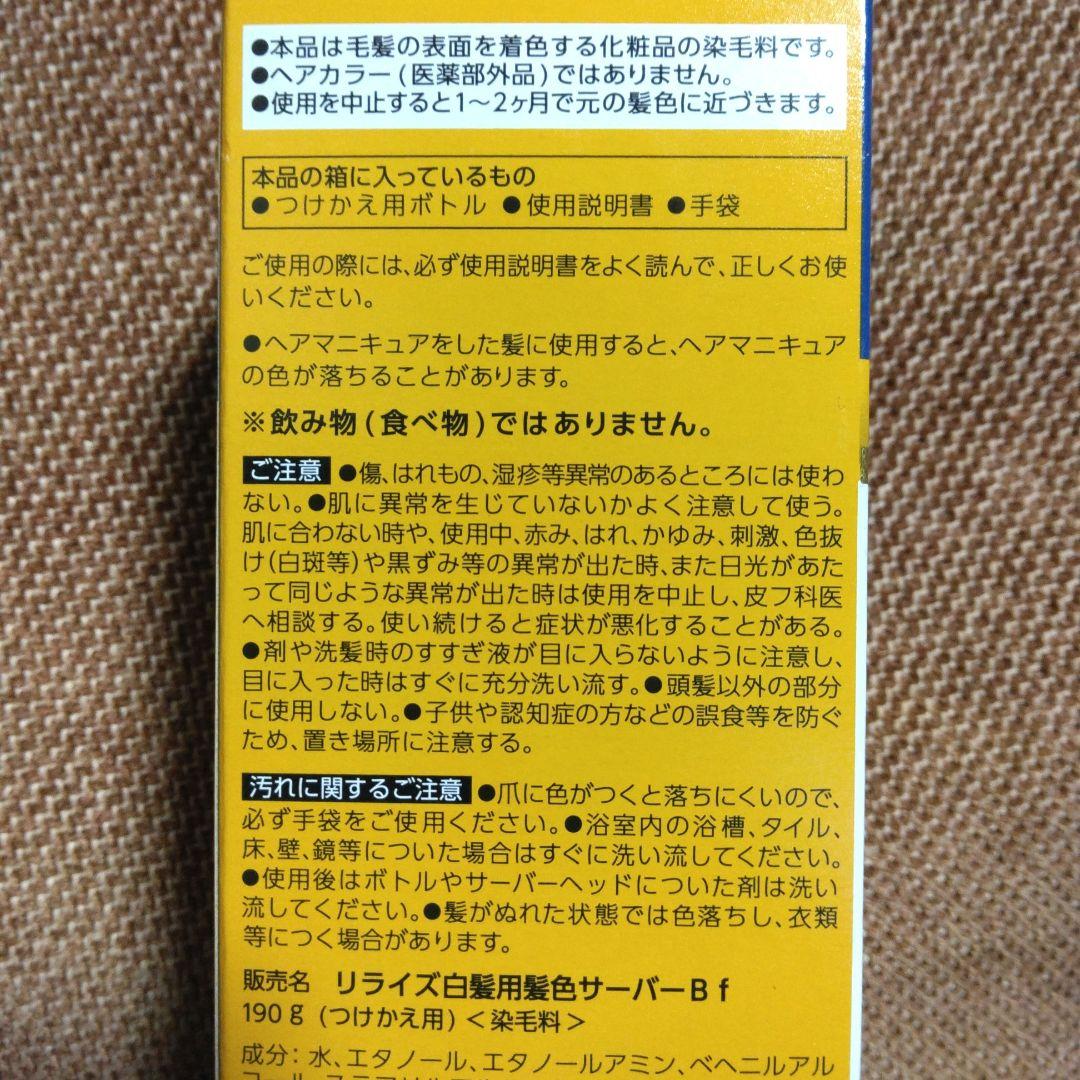 ●本品は毛髪の表面を着色する化粧品の染毛料です。
●ヘアカラー(医薬部外品)ではありません。
●使用を中止すると1～2ヶ月で元の髪色に近づきます。
本品の箱に入っているもの
●つけかえ用ボトル ●使用説明書 ●手袋
ご使用の際には、必ず使用説明書をよく読んで、正しくお使
いください。
●ヘアマニキュアをした髪に使用すると、ヘアマニキュア
の色が落ちることがあります。
※飲み物(食べ物)ではありません。
ご注意 ●傷、はれもの、湿疹等異常のあるところには使わ
ない。●肌に異常を生じていないかよく注意して使う。
肌に合わない時や、使用中、赤み、はれ、かゆみ、刺激、色抜
け(白斑等)や黒ずみ等の異常が出た時、また日光があた
って同じような異常が出た時は使用を中止し、皮フ科医
へ相談する。使い続けると症状が悪化することがある。
●剤や洗髪時のすすぎ液が目に入らないように注意し、
目に入った時はすぐに充分洗い流す。●頭髪以外の部分
に使用しない。●子供や認知症の方などの誤食等を防ぐ
ため、置き場所に注意する。
汚れに関するご注意 ●爪に色がつくと落ちにくいので、
必ず手袋をご使用ください。●浴室内の浴槽、タイル、
床、壁、鏡等についた場合はすぐに洗い流してください。
●使用後はボトルやサーバーヘッドについた剤は洗い
流してください。●髪がぬれた状態では色落ちし、衣類
等につく場合があります。
販売名 リライズ白髪用髪色サーバーＢｆ
190g (つけかえ用)＜染毛料＞
成分：水、エタノール、エタノールアミン、ベヘニルアル